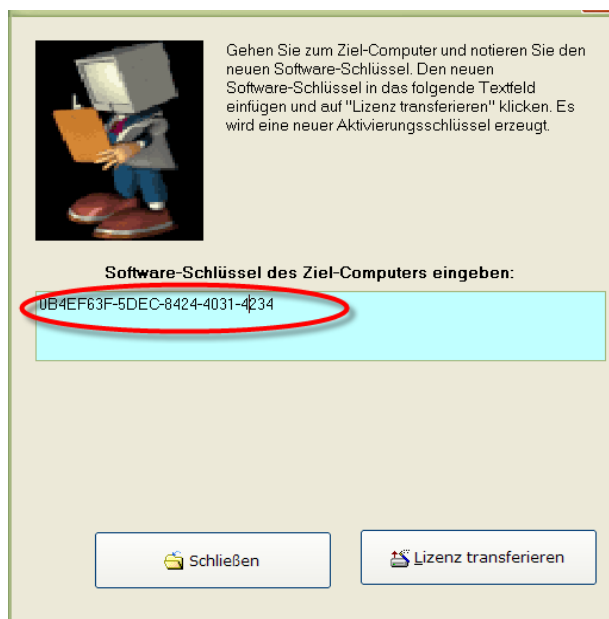 Gehen Sie zum Ziel-Computer und notieren Sie den
neuen Software-Schlüssel. Den neuen
Software-Schlüssel in das folgende Textfeld
einfügen und auf "Lizenz transferieren" klicken. Es
wird eine neuer Aktivierungsschlüssel erzeugt.
Software-Schlüssel des Ziel-Computers eingeben:
0B4EF63F-5DEC-8424-4031-4234
Schließen
Lizenz transferieren